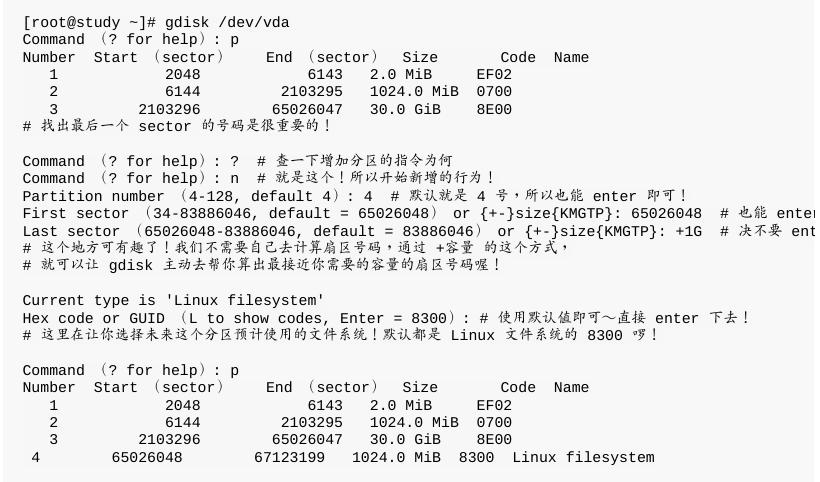 [root@study ~]# gdisk /dev/vda
Command （? for help）: p
Number  Start （sector）    End （sector）  Size       Code  Name
   1            2048            6143   2.0 MiB     EF02
   2            6144         2103295   1024.0 MiB  0700
   3         2103296        65026047   30.0 GiB    8E00
# 找出最后一个 sector 的号码是很重要的！

Command （? for help）: ?  # 查一下增加分区的指令为何
Command （? for help）: n  # 就是这个！所以开始新增的行为！
Partition number （4-128, default 4）: 4  # 默认就是 4 号，所以也能 enter 即可！
First sector （34-83886046, default = 65026048） or {+-}size{KMGTP}: 65026048  # 也能 enter
Last sector （65026048-83886046, default = 83886046） or {+-}size{KMGTP}: +1G  # 决不要 ent
# 这个地方可有趣了！我们不需要自己去计算扇区号码，通过 +容量 的这个方式，
# 就可以让 gdisk 主动去帮你算出最接近你需要的容量的扇区号码喔！

Current type is 'Linux filesystem'
Hex code or GUID （L to show codes, Enter = 8300）: # 使用默认值即可～直接 enter 下去！
# 这里在让你选择未来这个分区预计使用的文件系统！默认都是 Linux 文件系统的 8300 啰！

Command （? for help）: p
Number  Start （sector）    End （sector）  Size       Code  Name
   1            2048            6143   2.0 MiB     EF02
   2            6144         2103295   1024.0 MiB  0700
   3         2103296        65026047   30.0 GiB    8E00
 4        65026048        67123199   1024.0 MiB  8300  Linux filesystem